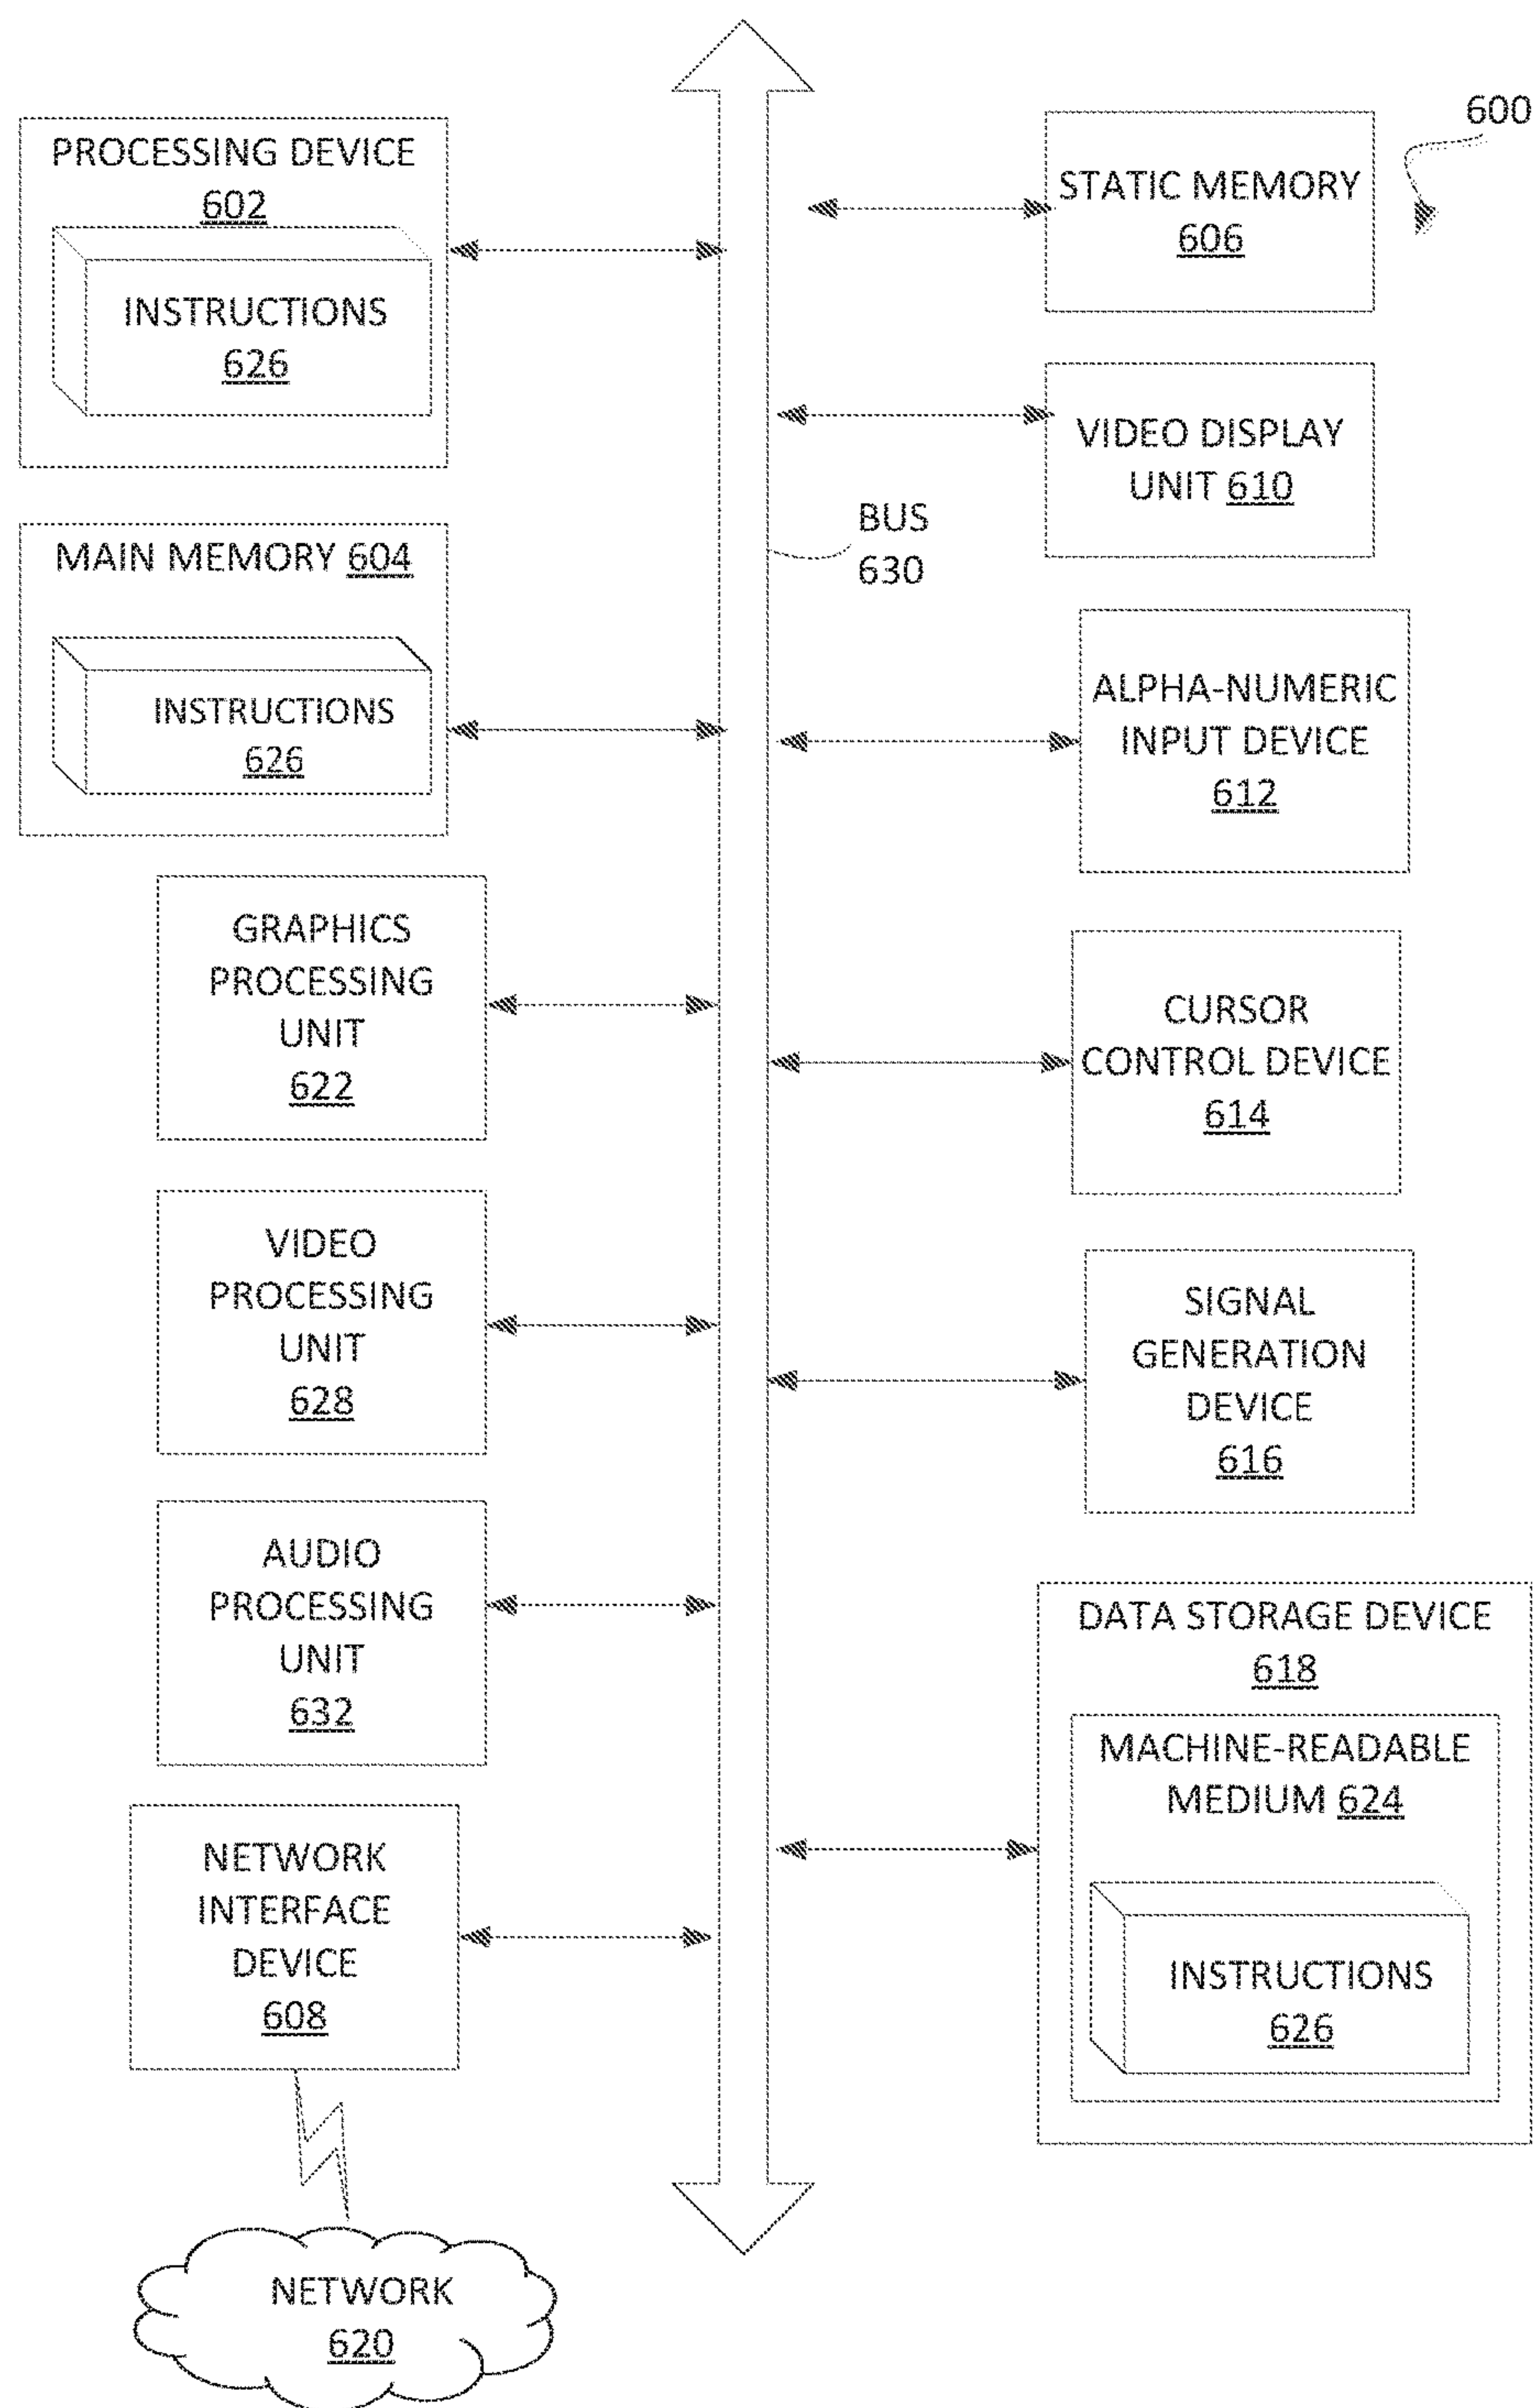 600
PROCESSING DEVICE
602
INSTRUCTIONS
626
MAIN MEMORY 604
INSTRUCTIONS
626
GRAPHICS
PROCESSING
UNIT
622
VIDEO
PROCESSING
UNIT
628
AUDIO
PROCESSING
UNIT
632
NETWORK
INTERFACE
DEVICE
608
NETWORK
620
BUS
630
STATIC MEMORY
606
VIDEO DISPLAY
UNIT 610
ALPHA-NUMERIC
INPUT DEVICE
612
CURSOR
CONTROL DEVICE
614
SIGNAL
GENERATION
DEVICE
616
DATA STORAGE DEVICE
618
MACHINE-READABLE
MEDIUM 624
INSTRUCTIONS
626